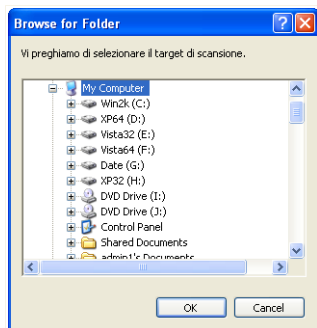 Browse for Folder
Vi preghiamo di selezionare il target di scansione.
My Computer
Win2k (C:)
XP64 (D:)
Vista32 (E:)
Vista64 (F:)
Date (G:)
XP32 (H:)
DVD Drive (I:)
DVD Drive (J:)
Control Panel
Shared Documents
admin1's Documents
OK Cancel